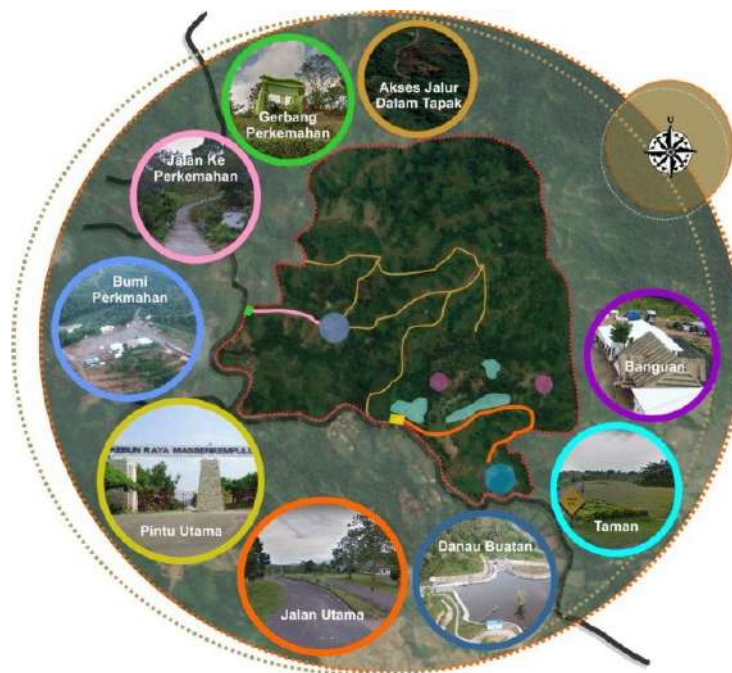 Akses Jalur
Dalam Tapak
Gerbang
Perkemahan
U
Jalan Ke
Perkemahan
Bumi
Perkmahan
Banguan
KEBUN RAYA MASSENREMPULU
Pintu Utama
Taman
Danau Buatan
Jalan Utama